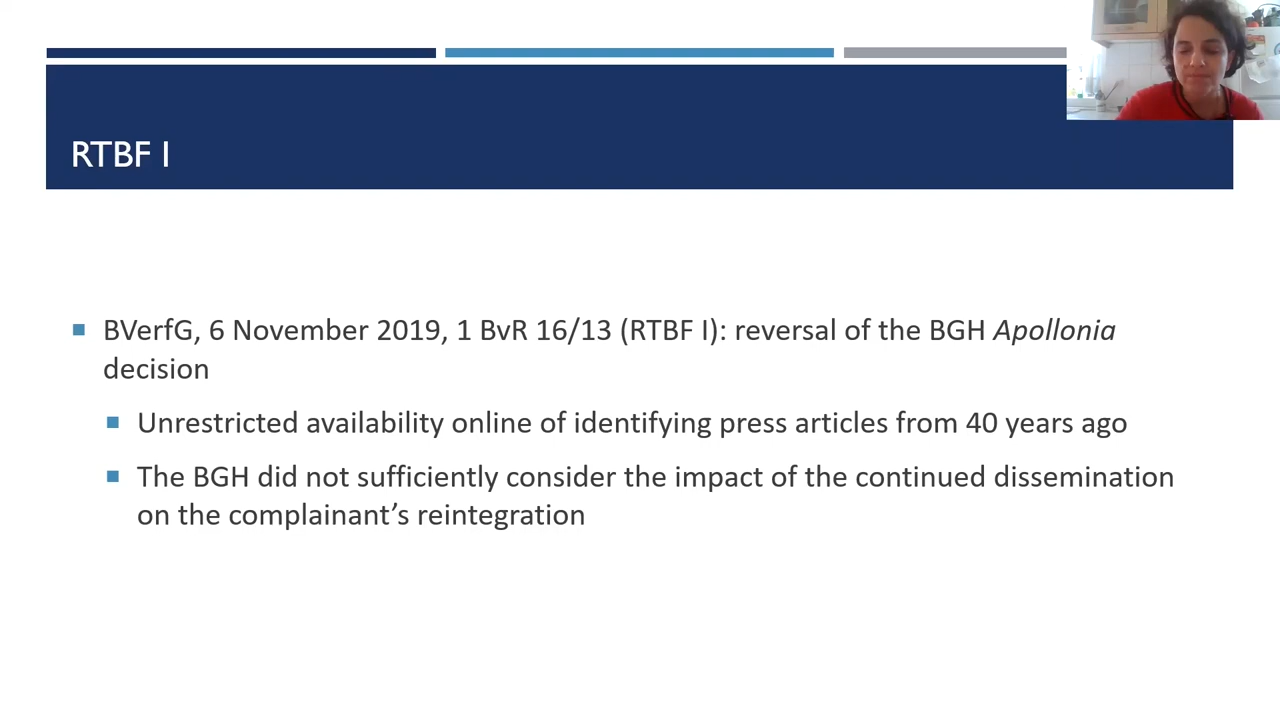 RTBF I
BVerfG, 6 November 2019, 1 BvR 16/13 (RTBF I): reversal of the BGH Apollonia
decision
Unrestricted availability online of identifying press articles from 40 years ago
The BGH did not sufficiently consider the impact of the continued dissemination
on the complainant’s reintegration